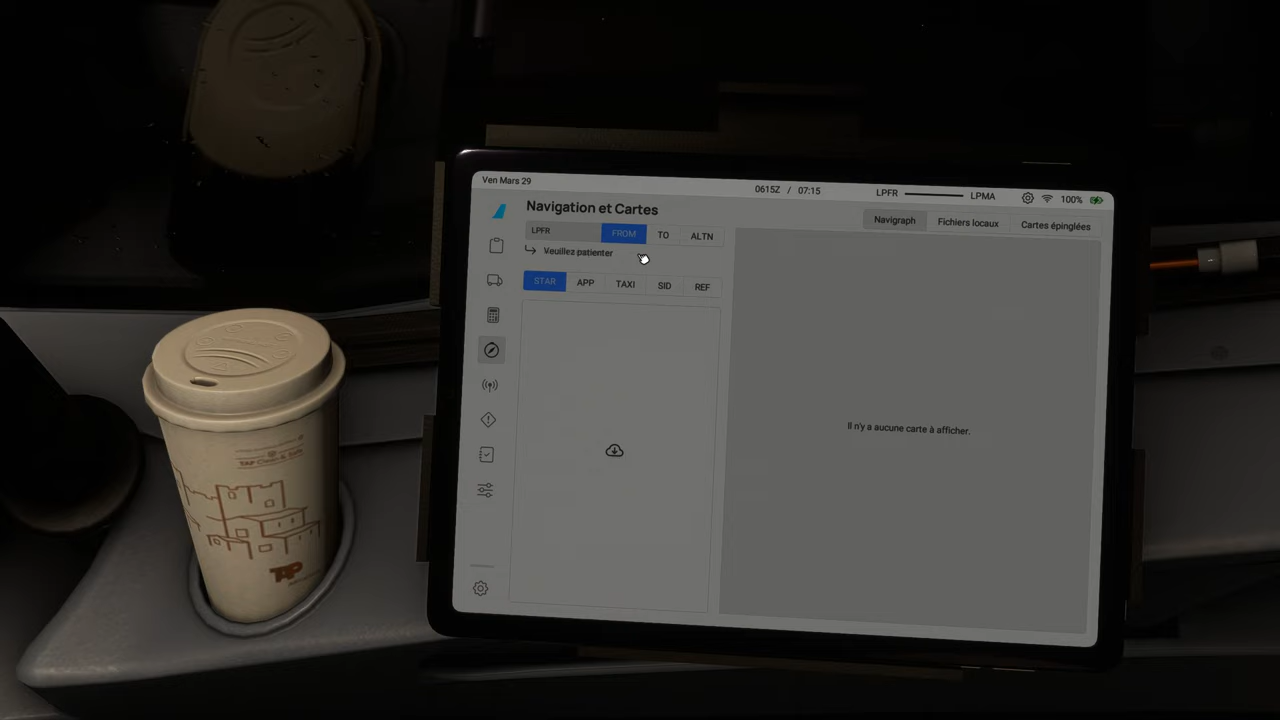 Ven Mars 29
0615Z / 07:15
LPFR
LPMA
100%
Navigation et Cartes
Navigraph
Fichiers locaux
Cartes épinglées
LPFR
FROM
TO
ALTN
Veuillez patienter
STAR
APP
TAXI
SID
REF
Il n'y a aucune carte à afficher.
TAP